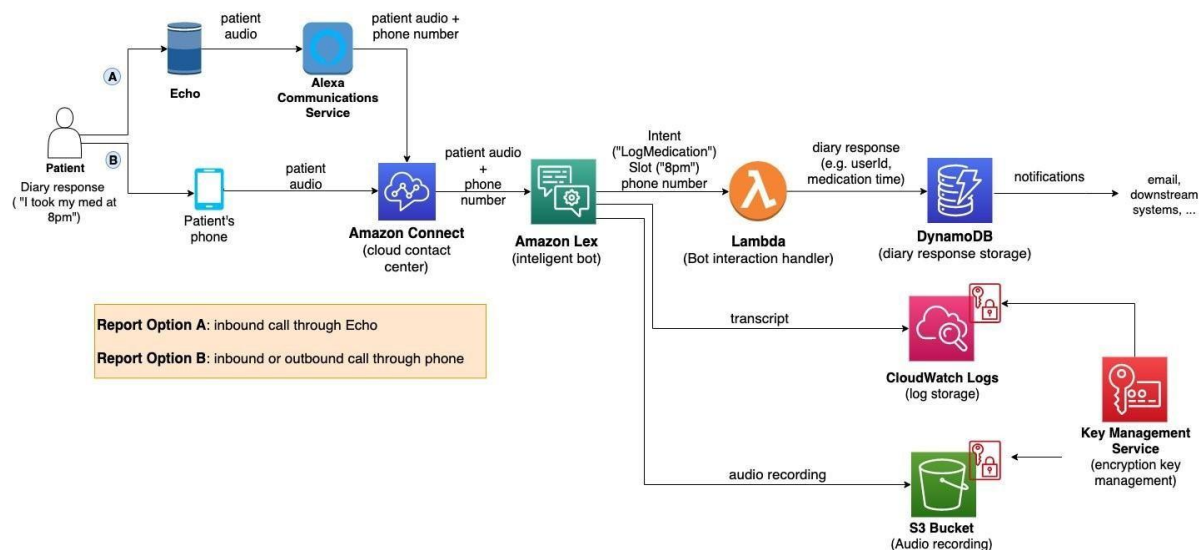 patient
audio
patient audio +
phone number
A
Echo
Alexa
Communications
Service
B
Patient
Diary response
( "I took my med at
8pm")
Patient's
phone
patient
audio
Amazon Connect
(cloud contact
center)
patient audio
+
phone
number
Amazon Lex
(inteligent bot)
Intent
("LogMedication")
Slot ("8pm")
phone number
Lambda
(Bot interaction handler)
diary response
(e.g. userId,
medication time)
DynamoDB
(diary response storage)
notifications
email,
downstream
systems, ...
Report Option A: inbound call through Echo
Report Option B: inbound or outbound call through phone
transcript
CloudWatch Logs
(log storage)
Key Management
Service
(encryption key
management)
audio recording
S3 Bucket
(Audio recording)